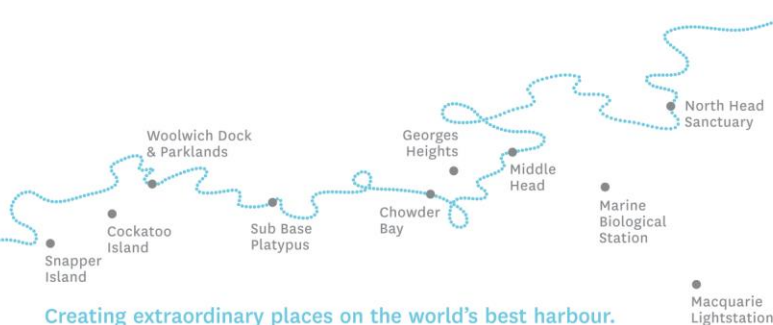 North Head
Sanctuary
Woolwich Dock
& Parklands
Georges
Heights
Middle
Head
Marine
Biological
Station
Chowder
Bay
Sub Base
Platypus
Cockatoo
Island
Snapper
Island
Macquarie
Lightstation
Creating extraordinary places on the world's best harbour.